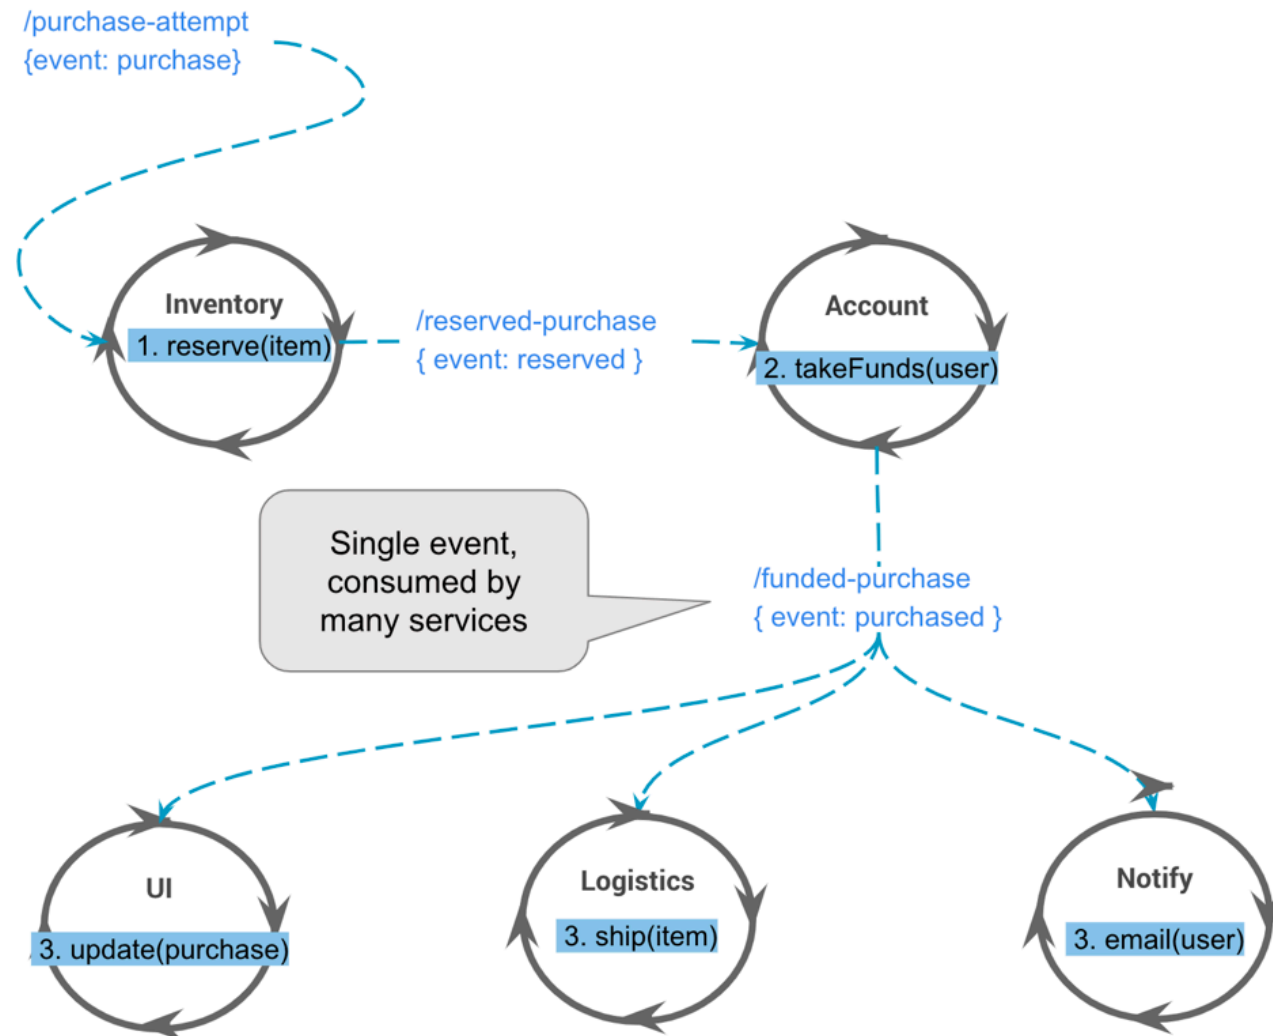 /purchase-attempt
{event: purchase}
Inventory
1. reserve(item)
/reserved-purchase
{ event: reserved }
Account
2. takeFunds(user)
Single event,
consumed by
many services
/funded-purchase
{ event: purchased }
UI
3. update(purchase)
Logistics
3. ship(item)
Notify
3. email(user)